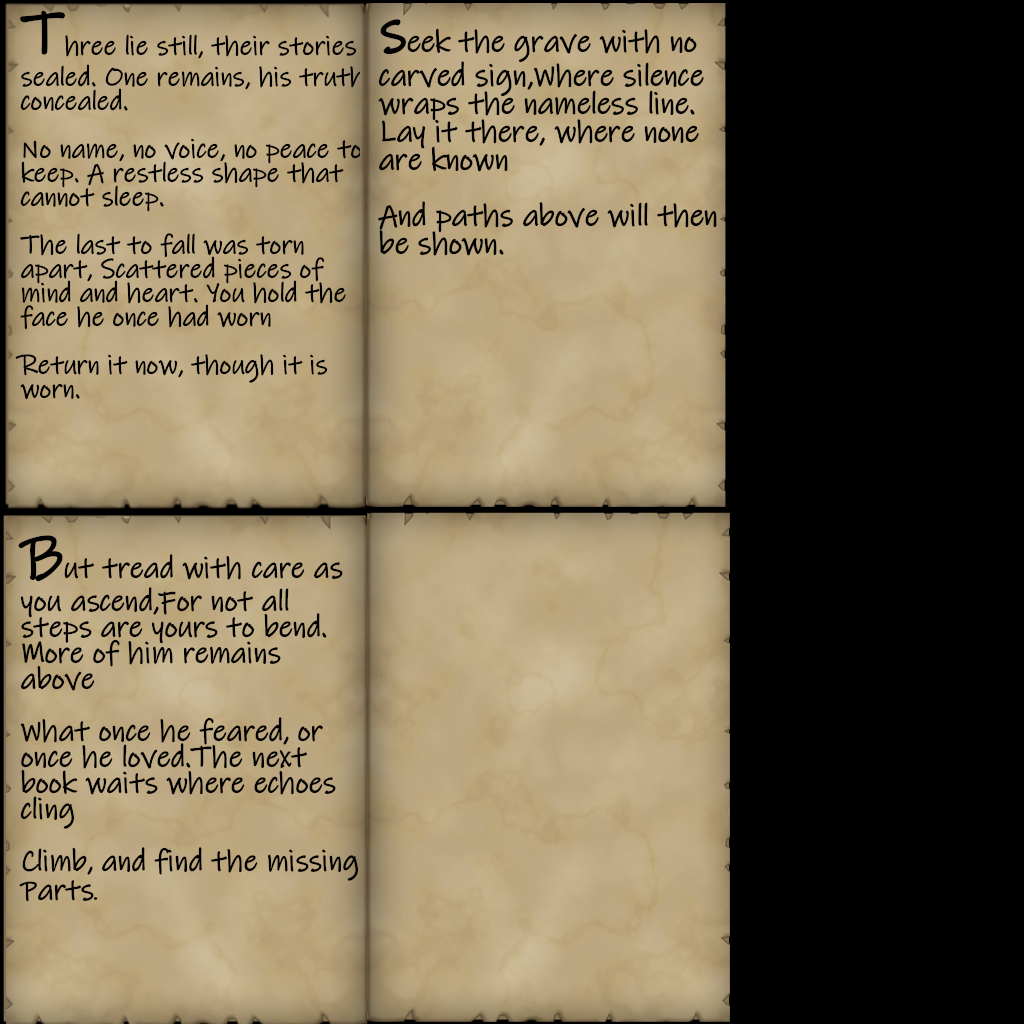 Three lie still, their stories
sealed. One remains, his truth
concealed.
No name, no voice, no peace to
keep. A restless shape that
cannot sleep.
The last to fall was torn
apart, Scattered pieces of
mind and heart. You hold the
face he once had worn
Return it now, though it is
worn.
Seek the grave with no
carved sign,Where silence
wraps the nameless line.
Lay it there, where none
are known
And paths above will then
be shown.
But tread with care as
you ascend,For not all
steps are yours to bend.
More of him remains
above
What once he feared, or
once he loved.The next
book waits where echoes
cling
Climb, and find the missing
Parts.